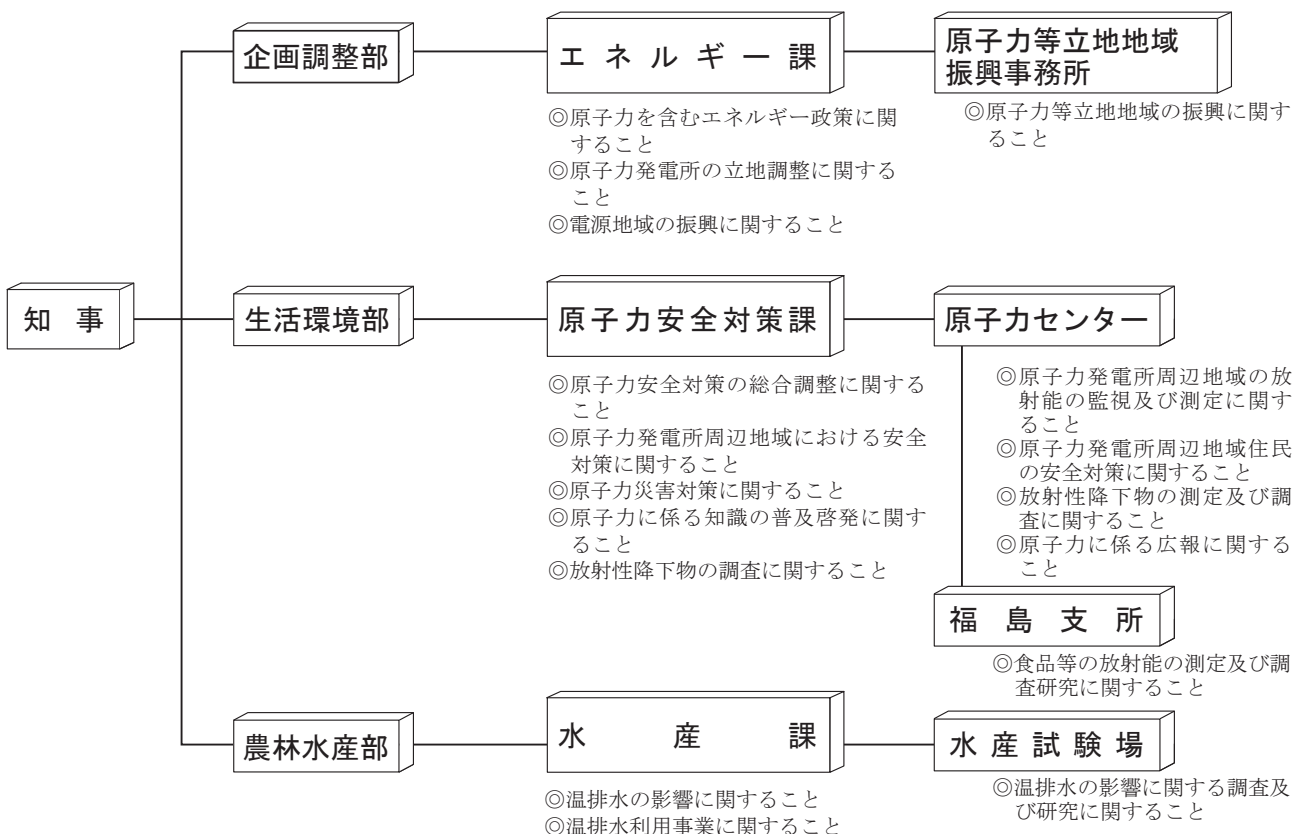 企画調整部
エネルギー課
原子力等立地地域
振興事務所
◎原子力を含むエネルギー政策に関
すること
◎原子力発電所の立地調整に関する
こと
◎電源地域の振興に関すること
◎原子力等立地地域の振興に関す
ること
知事
生活環境部
原子力安全対策課
原子力センター
◎原子力安全対策の総合調整に関する
こと
◎原子力発電所周辺地域における安全
対策に関すること
◎原子力災害対策に関すること
◎原子力に係る知識の普及啓発に関す
ること
◎放射性降下物の調査に関すること
◎原子力発電所周辺地域の放
射能の監視及び測定に関す
ること
◎原子力発電所周辺地域住民
の安全対策に関すること
◎放射性降下物の測定及び調
査に関すること
◎原子力に係る広報に関する
こと
福島支所
◎食品等の放射能の測定及び調
査研究に関すること
農林水産部
水産課
水産試験場
◎温排水の影響に関すること
◎温排水利用事業に関すること
◎温排水の影響に関する調査及
び研究に関すること